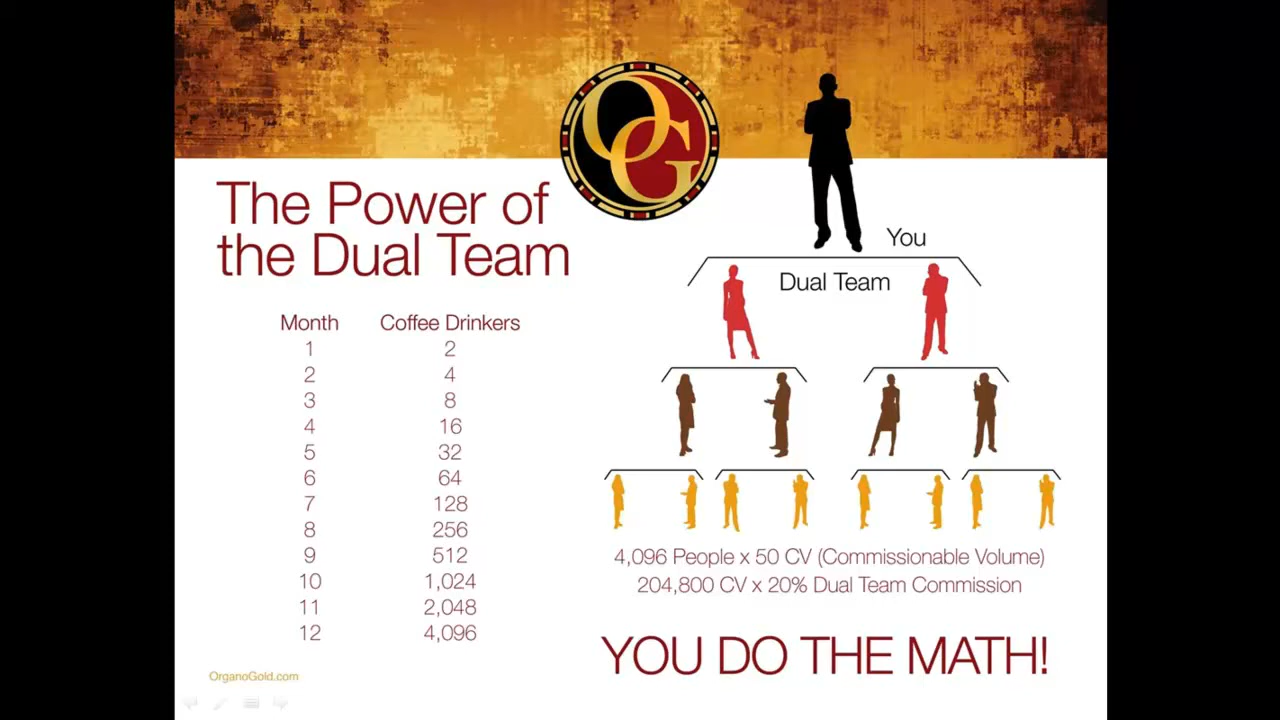 OG
The Power of
the Dual Team
Month Coffee Drinkers
1 2
2 4
3 8
4 16
5 32
6 64
7 128
8 256
9 512
10 1,024
11 2,048
12 4,096
OrganoGold.com
You
Dual Team
4,096 People x 50 CV (Commissionable Volume)
204,800 CV x 20% Dual Team Commission
YOU DO THE MATH!